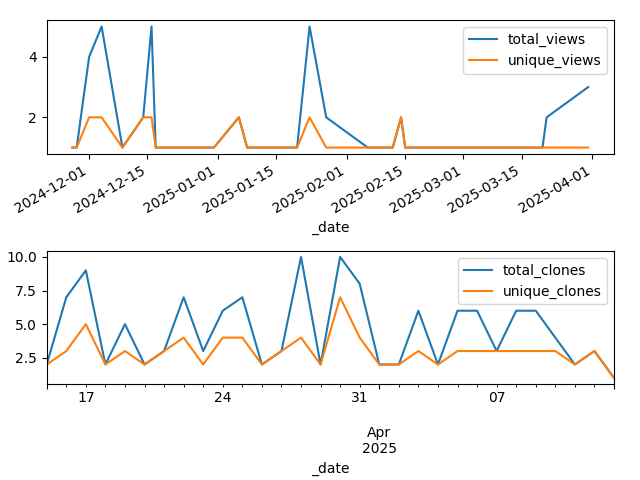 total_views
unique_views
4
2
2024-12-01
2024-12-15
2025-01-01
2025-01-15
2025-02-01
2025-02-15
2025-03-01
2025-03-15
2025-04-01
_date
total_clones
unique_clones
10.0
7.5
5.0
2.5
17
24
31
07
Apr
2025
_date